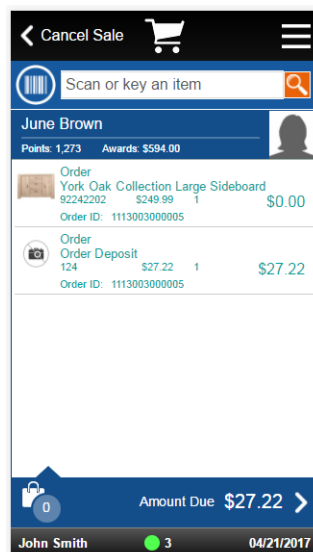 Cancel Sale
Scan or key an item
June Brown
Points: 1,273 Awards: $594.00
Order
York Oak Collection Large Sideboard
92242202 $249.99 1 $0.00
Order ID: 1113003000005
Order
Order Deposit
124 $27.22 1 $27.22
Order ID: 1113003000005
0
Amount Due $27.22
John Smith 3 04/21/2017